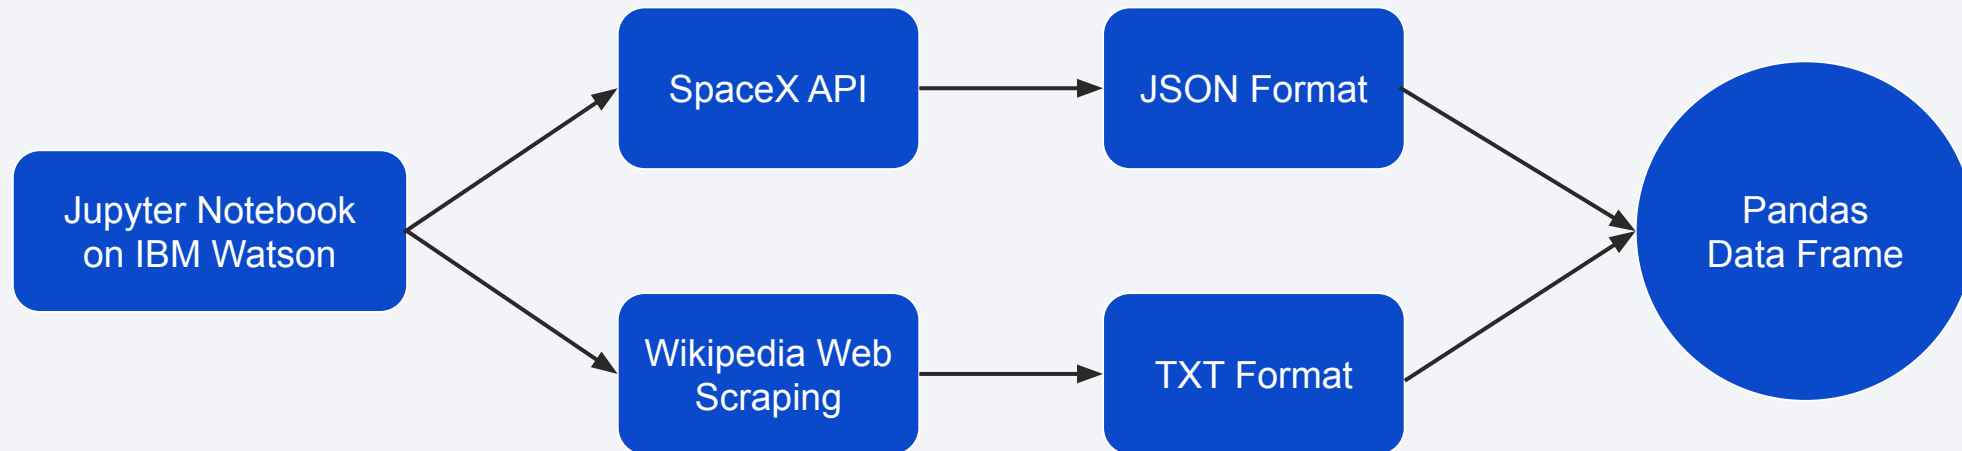 SpaceX API
JSON Format
Jupyter Notebook
on IBM Watson
Pandas
Data Frame
Wikipedia Web
Scraping
TXT Format